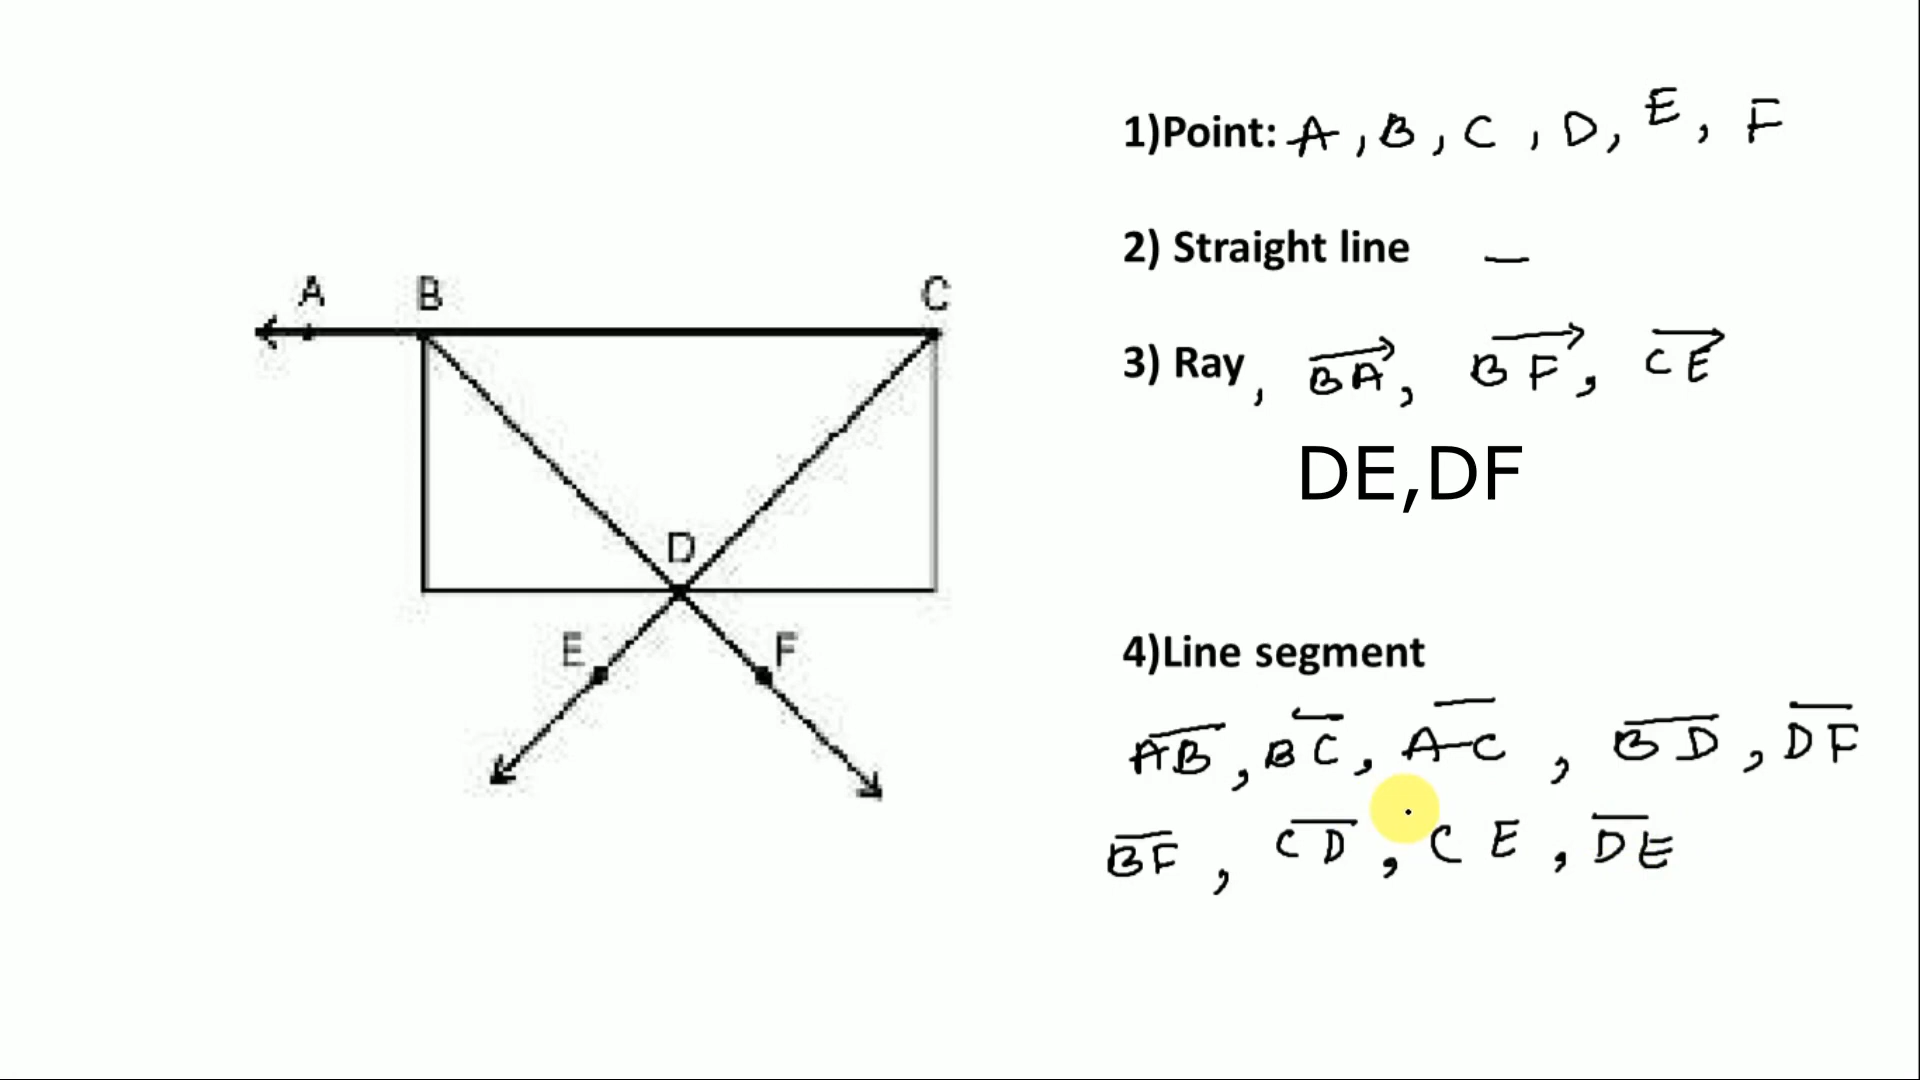 A B C
D
E F
1)Point: A, B, C, D, E, F
2) Straight line —
3) Ray, BA, BF, CE
DE,DF
4)Line segment
AB, BC, AC, BD, DF
BF, CD, CE, DE